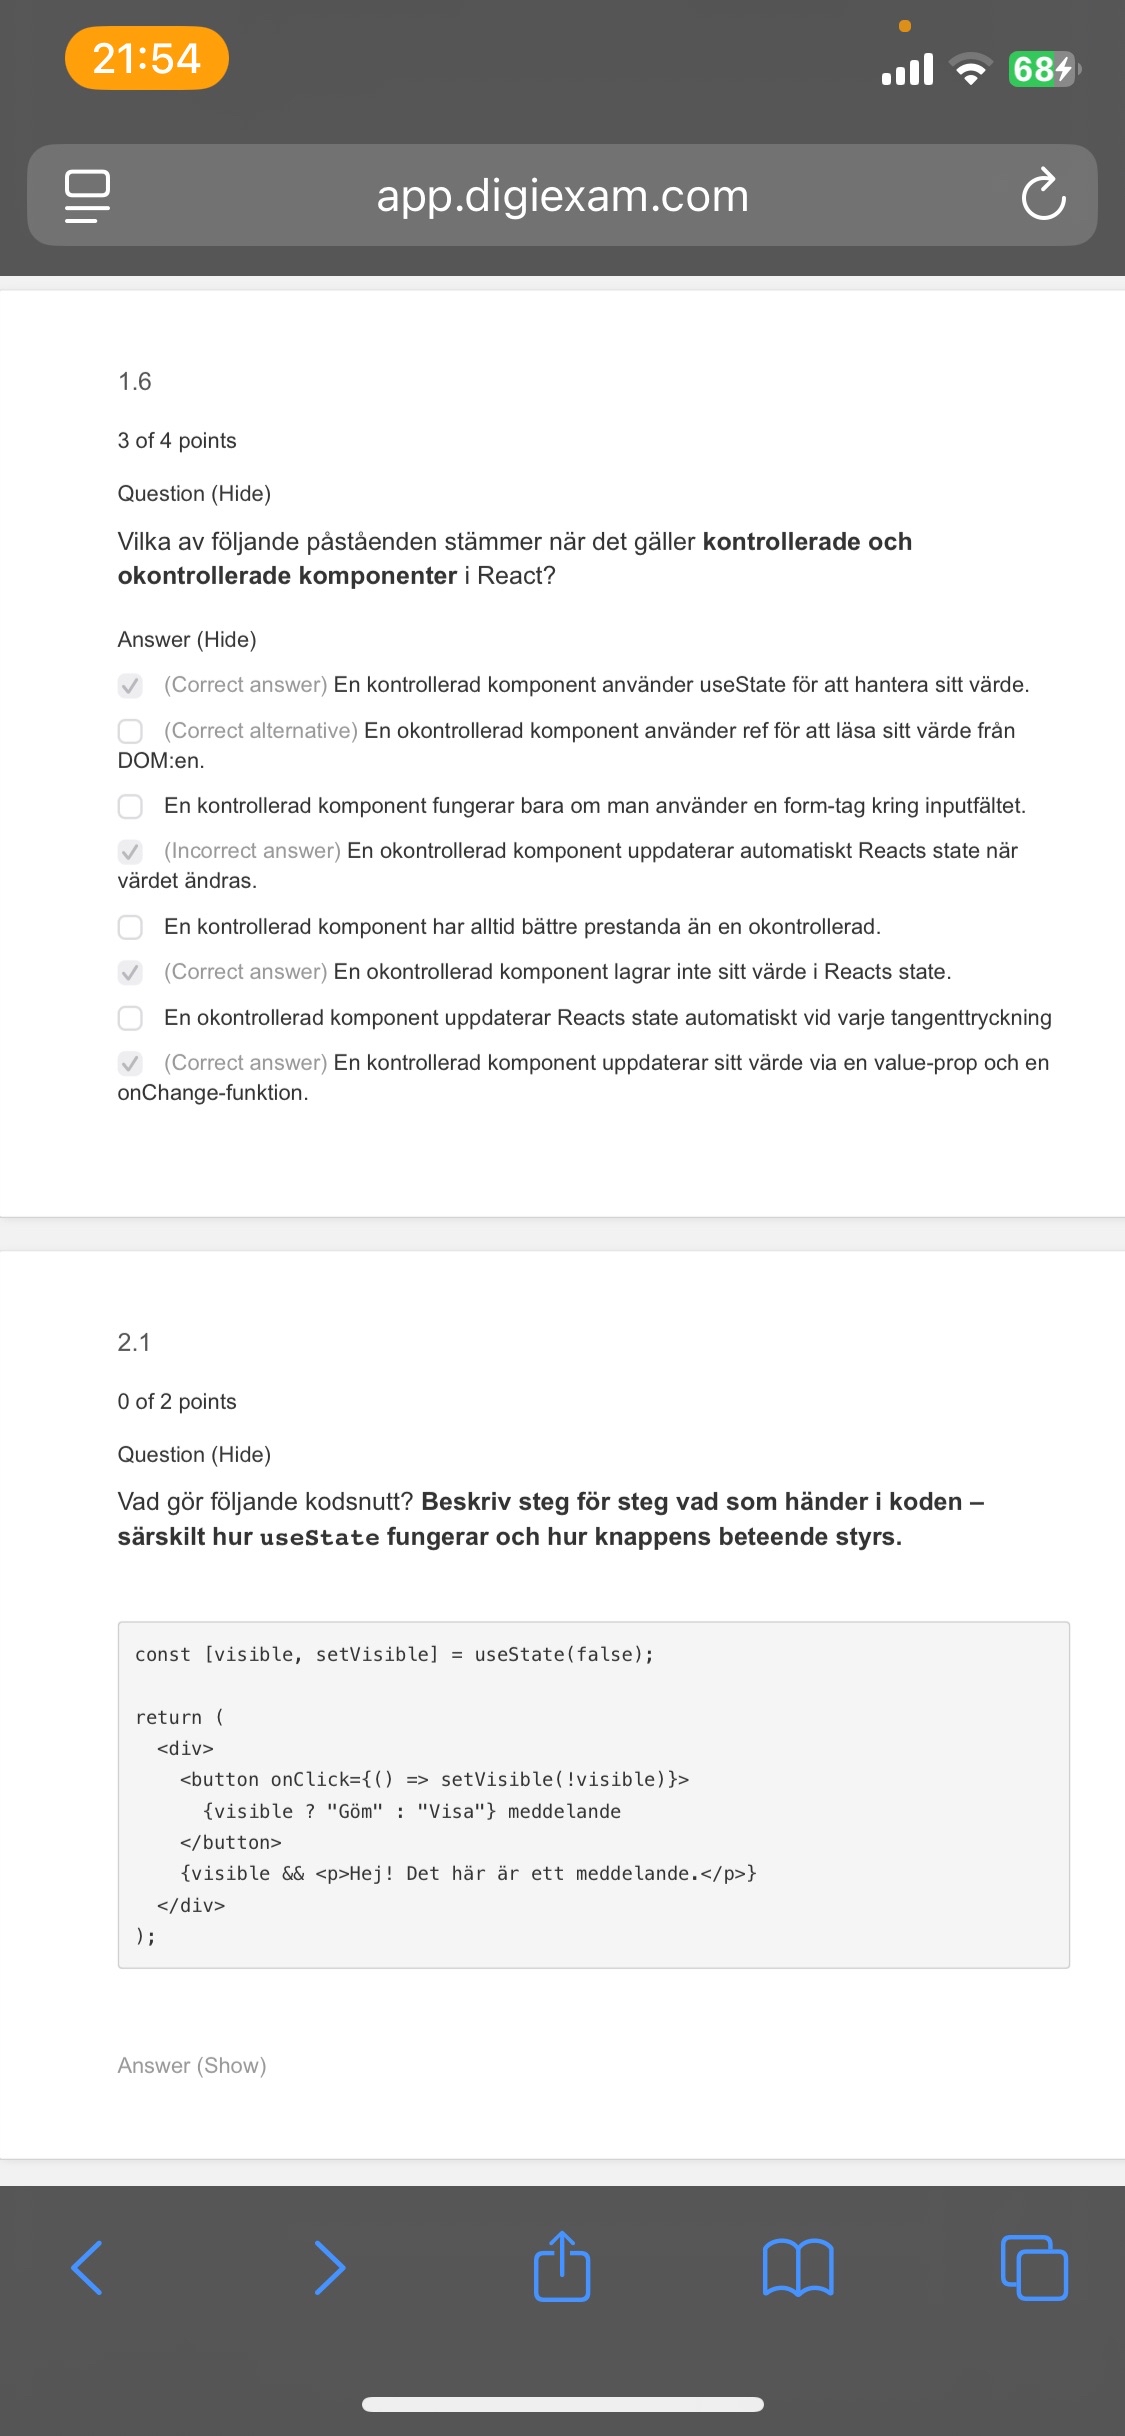 21:54
68
app.digiexam.com
1.6
3 of 4 points
Question (Hide)
Vilka av följande påståenden stämmer när det gäller kontrollerade och
okontrollerade komponenter i React?
Answer (Hide)
(Correct answer) En kontrollerad komponent använder useState för att hantera sitt värde.
(Correct alternative) En okontrollerad komponent använder ref för att läsa sitt värde från
DOM:en.
En kontrollerad komponent fungerar bara om man använder en form-tag kring inputfältet.
(Incorrect answer) En okontrollerad komponent uppdaterar automatiskt Reacts state när
värdet ändras.
En kontrollerad komponent har alltid bättre prestanda än en okontrollerad.
(Correct answer) En okontrollerad komponent lagrar inte sitt värde i Reacts state.
En okontrollerad komponent uppdaterar Reacts state automatiskt vid varje tangenttryckning
(Correct answer) En kontrollerad komponent uppdaterar sitt värde via en value-prop och en
onChange-funktion.
2.1
0 of 2 points
Question (Hide)
Vad gör följande kodsnutt? Beskriv steg för steg vad som händer i koden –
särskilt hur useState fungerar och hur knappens beteende styrs.
const [visible, setVisible] = useState(false);
return (
<div>
<button onClick={() => setVisible(!visible)}>
{visible ? "Göm" : "Visa"} meddelande
</button>
{visible && <p>Hej! Det här är ett meddelande.</p>}
</div>
);
Answer (Show)